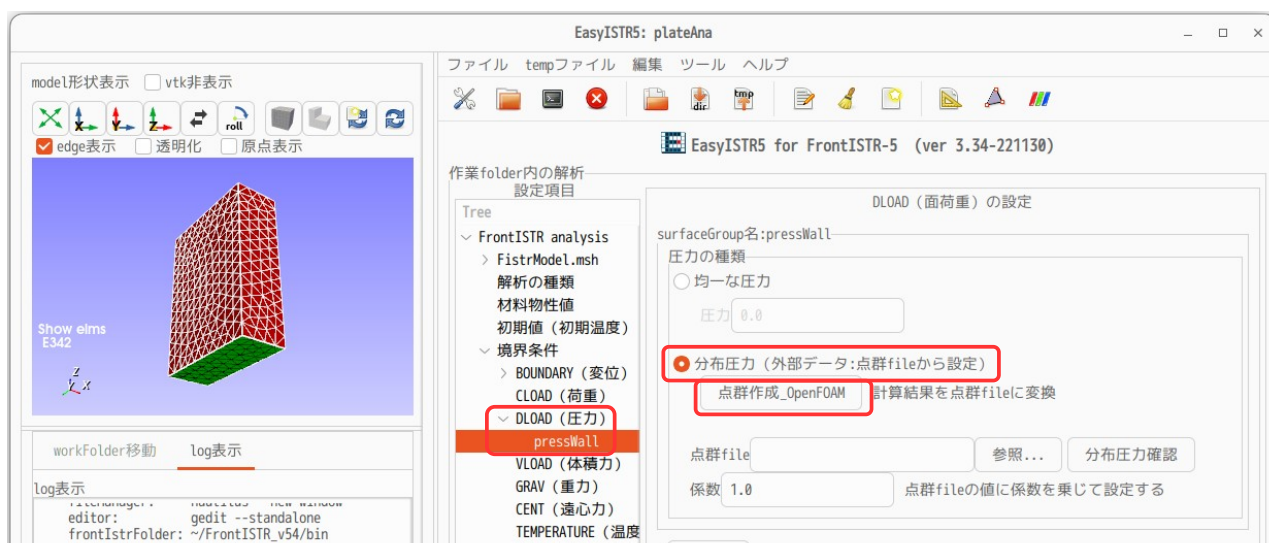 EasyISTR5: plateAna
model形状表示 vtk非表示
roll
edge表示 透明化 原点表示
Show elms
E342
Z
Y X
workFolder移動 log表示
log表示
fileManager: nautilus --new-window
editor: gedit --standalone
frontIstrFolder: ~/FrontISTR_v54/bin
ファイル tempファイル 編集 ツール ヘルプ
dir tmp
EasyISTR5 for FrontISTR-5 (ver 3.34-221130)
作業folder内の解析
設定項目
Tree
FrontISTR analysis
FistrModel.msh
解析の種類
材料物性値
初期値（初期温度）
境界条件
BOUNDARY（変位）
CLOAD（荷重）
DLOAD（圧力）
pressWall
VLOAD（体積力）
GRAV（重力）
CENT（遠心力）
TEMPERATURE（温度
DLOAD（面荷重）の設定
surfaceGroup名:pressWall
圧力の種類
均一な圧力
圧力 0.0
分布圧力（外部データ:点群fileから設定）
点群作成_OpenFOAM 計算結果を点群fileに変換
点群file 参照... 分布圧力確認
係数 1.0 点群fileの値に係数を乗じて設定する